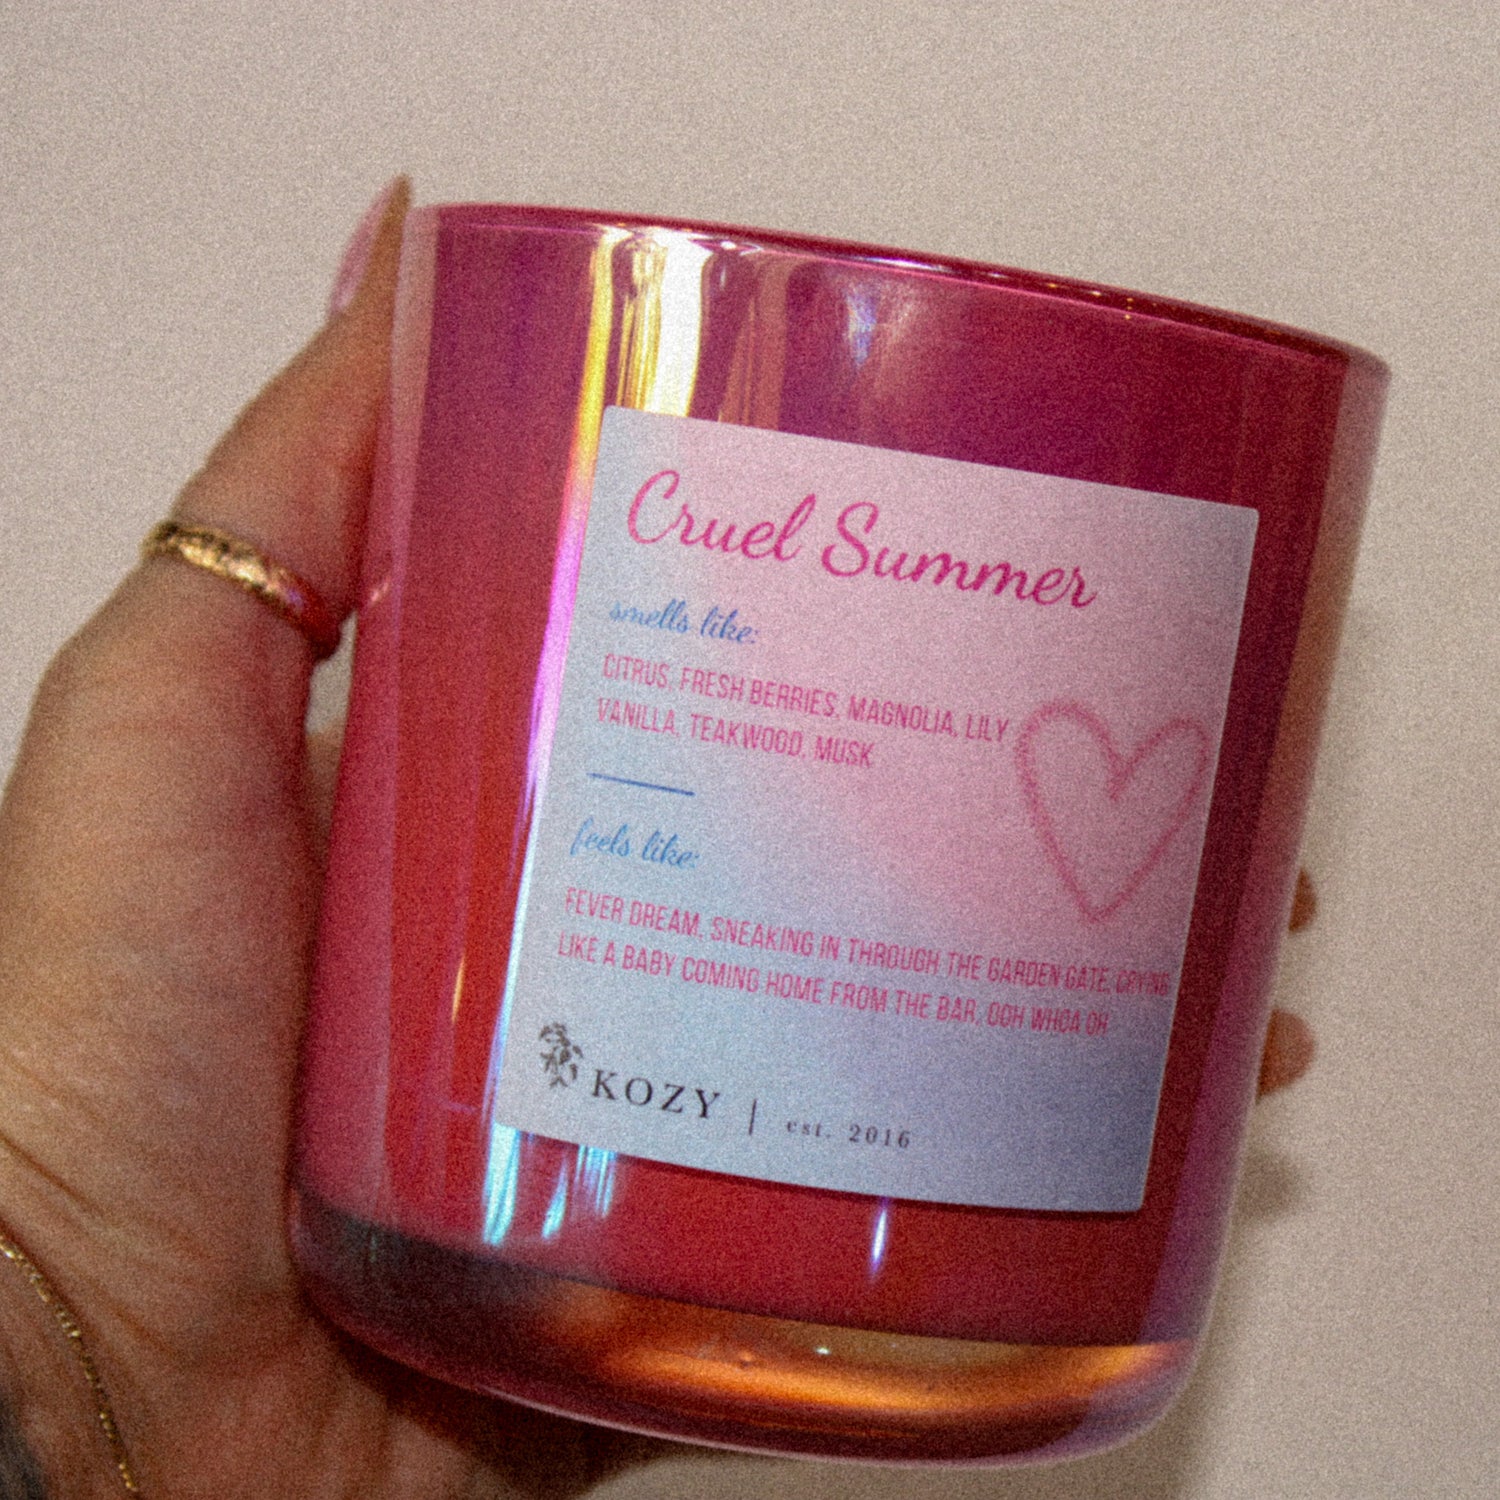 Cruel Summer
smells like:
CITRUS, FRESH BERRIES, MAGNOLIA, LILY
VANILLA, TEAKWOOD, MUSK
feels like:
FEVER DREAM, SNEAKING IN THROUGH THE GARDEN GATE, CRYING
LIKE A BABY COMING HOME FROM THE BAR, OOH WHOA OH
KOZY | est. 2016